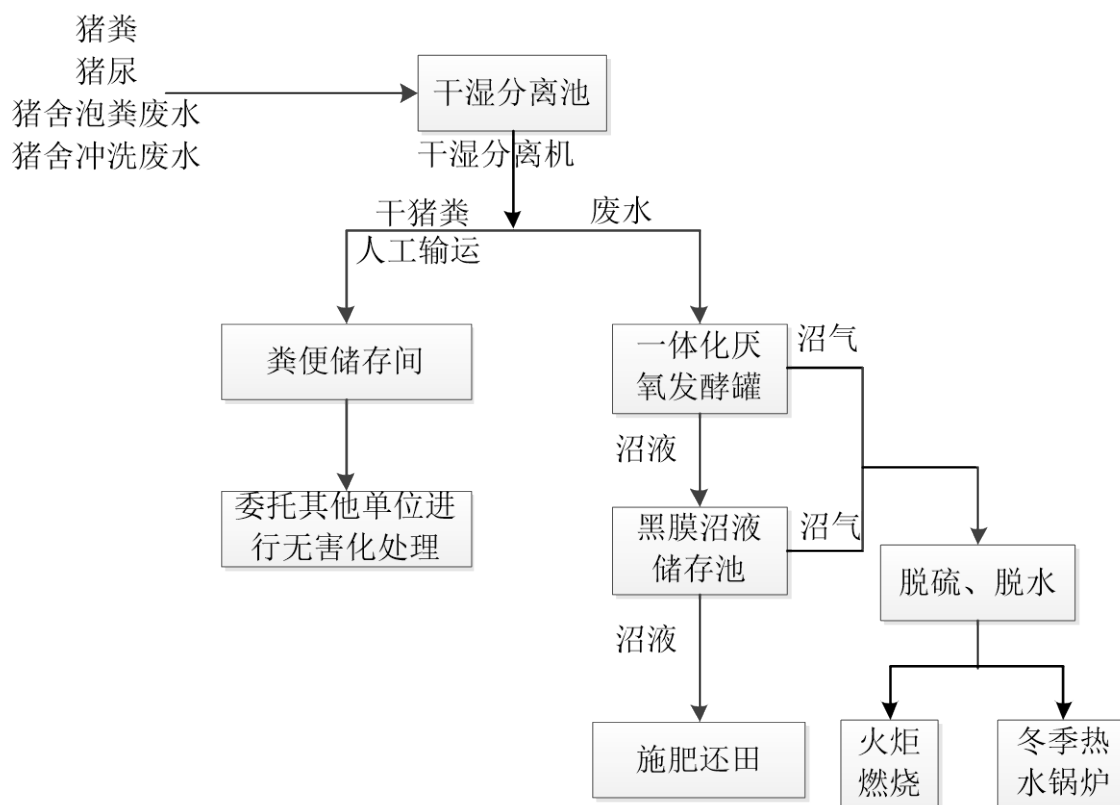 猪粪
猪尿
猪舍泡粪废水
猪舍冲洗废水
干湿分离池
干湿分离机
干猪粪
废水
人工输运
粪便储存间
一体化厌
氧发酵罐
沼气
沼液
委托其他单位进
行无害化处理
黑膜沼液
储存池
沼气
脱硫、脱水
沼液
施肥还田
火炬
燃烧
冬季热
水锅炉